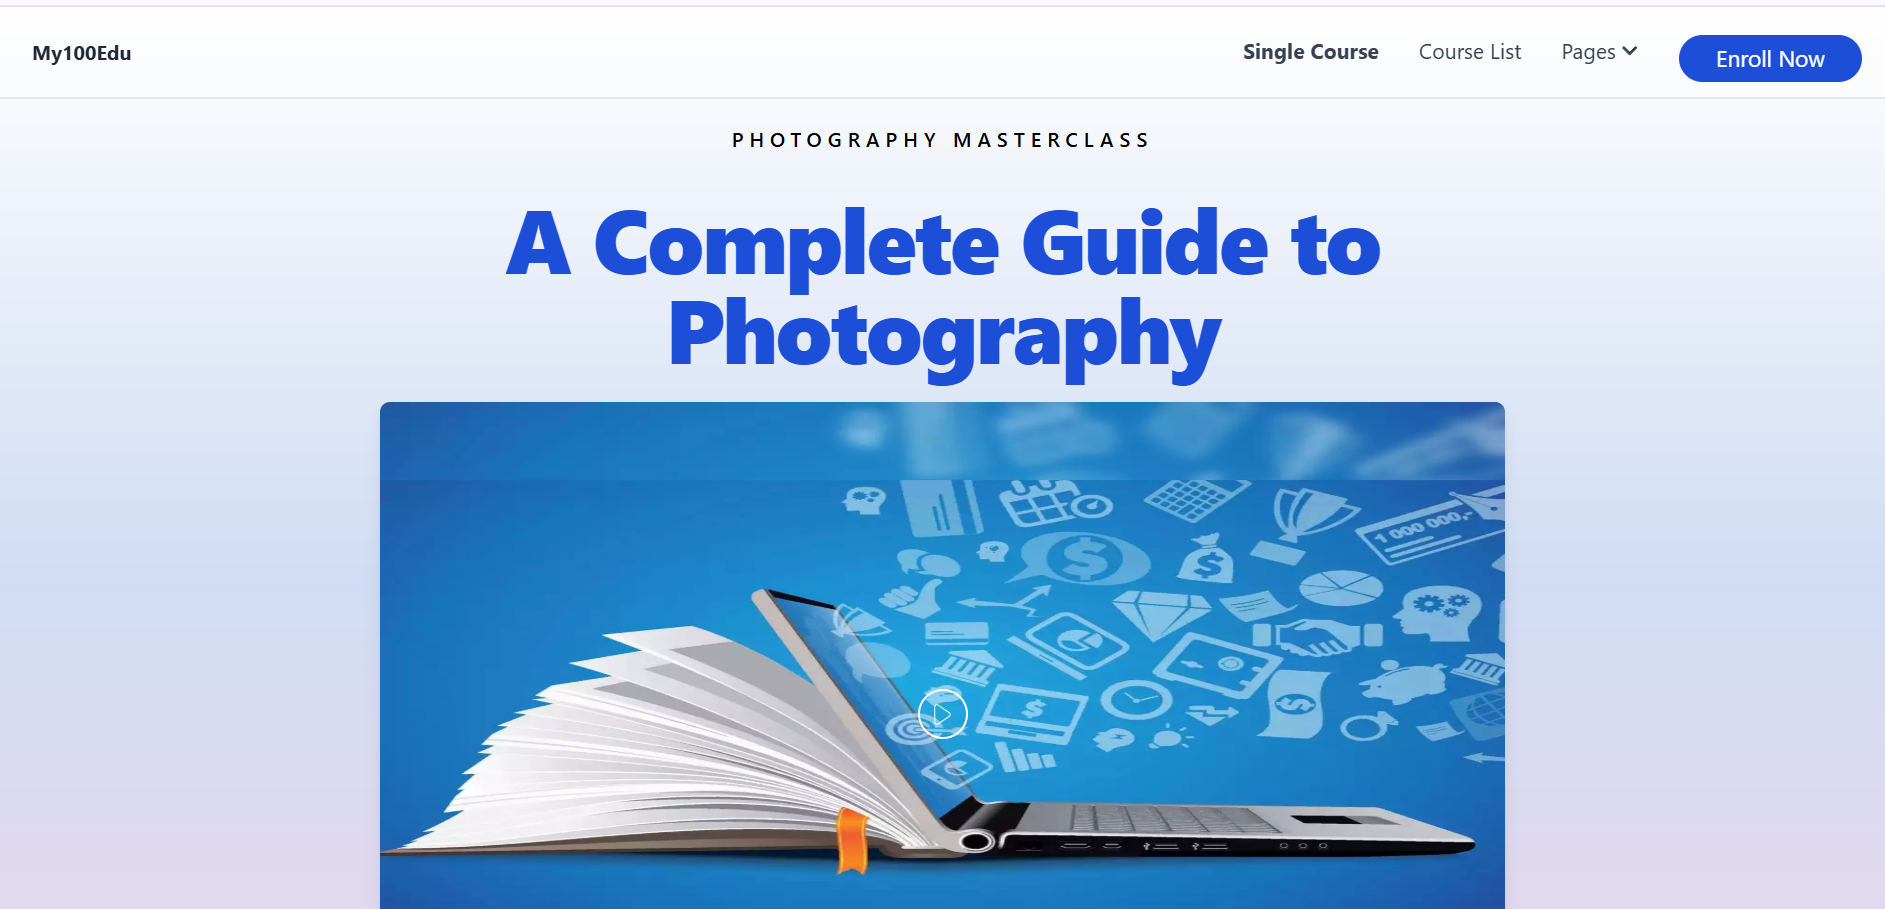 My100Edu
Single Course
Course List
Pages
Enroll Now
PHOTOGRAPHY MASTERCLASS
A Complete Guide to
Photography
1 000 000,-